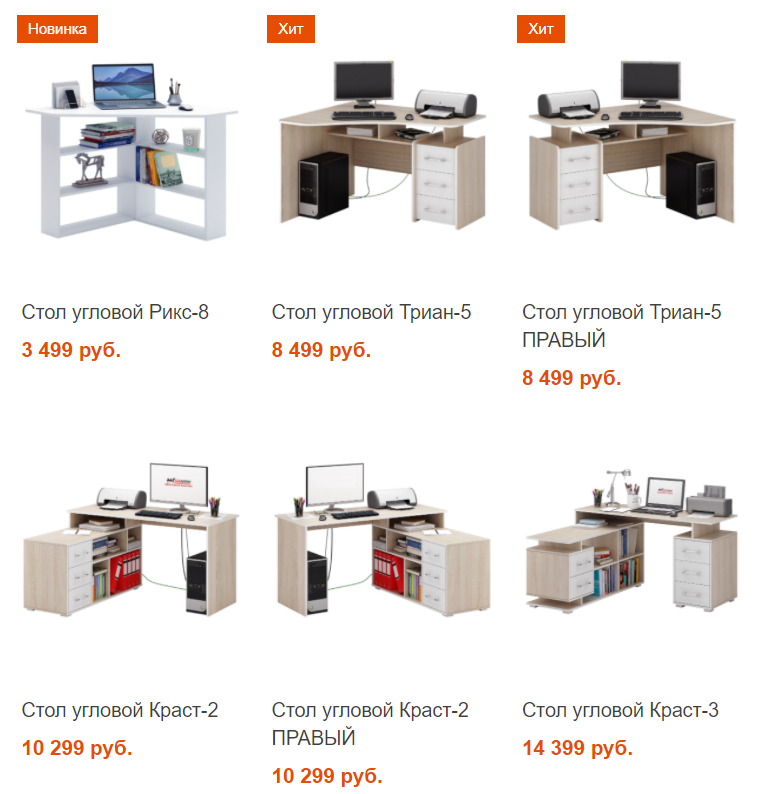 Новинка
Хит
Хит
Стол угловой Рикс-8
3 499 руб.
Стол угловой Триан-5
8 499 руб.
Стол угловой Триан-5
ПРАВЫЙ
8 499 руб.
Стол угловой Краст-2
10 299 руб.
Стол угловой Краст-2
ПРАВЫЙ
10 299 руб.
Стол угловой Краст-3
14 399 руб.